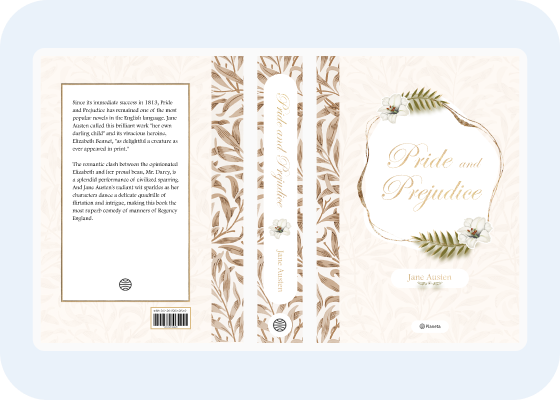 Since its immediate success in 1813, Pride
and Prejudice has remained one of the most
popular novels in the English language. Jane
Austen called this brilliant work "her own
darling child" and its vivacious heroine,
Elizabeth Bennet, "as delightful a creature as
ever appeared in print."
The romantic clash between the opinionated
Elizabeth and her proud beau, Mr. Darcy, is
a splendid performance of civilized sparring.
And Jane Austen's radiant wit sparkles as her
characters dance a delicate quadrille of
flirtation and intrigue, making this book the
most superb comedy of manners of Regency
England.
Pride and Prejudice
Jane Austen
Pride and
Prejudice
Jane Austen
Planeta